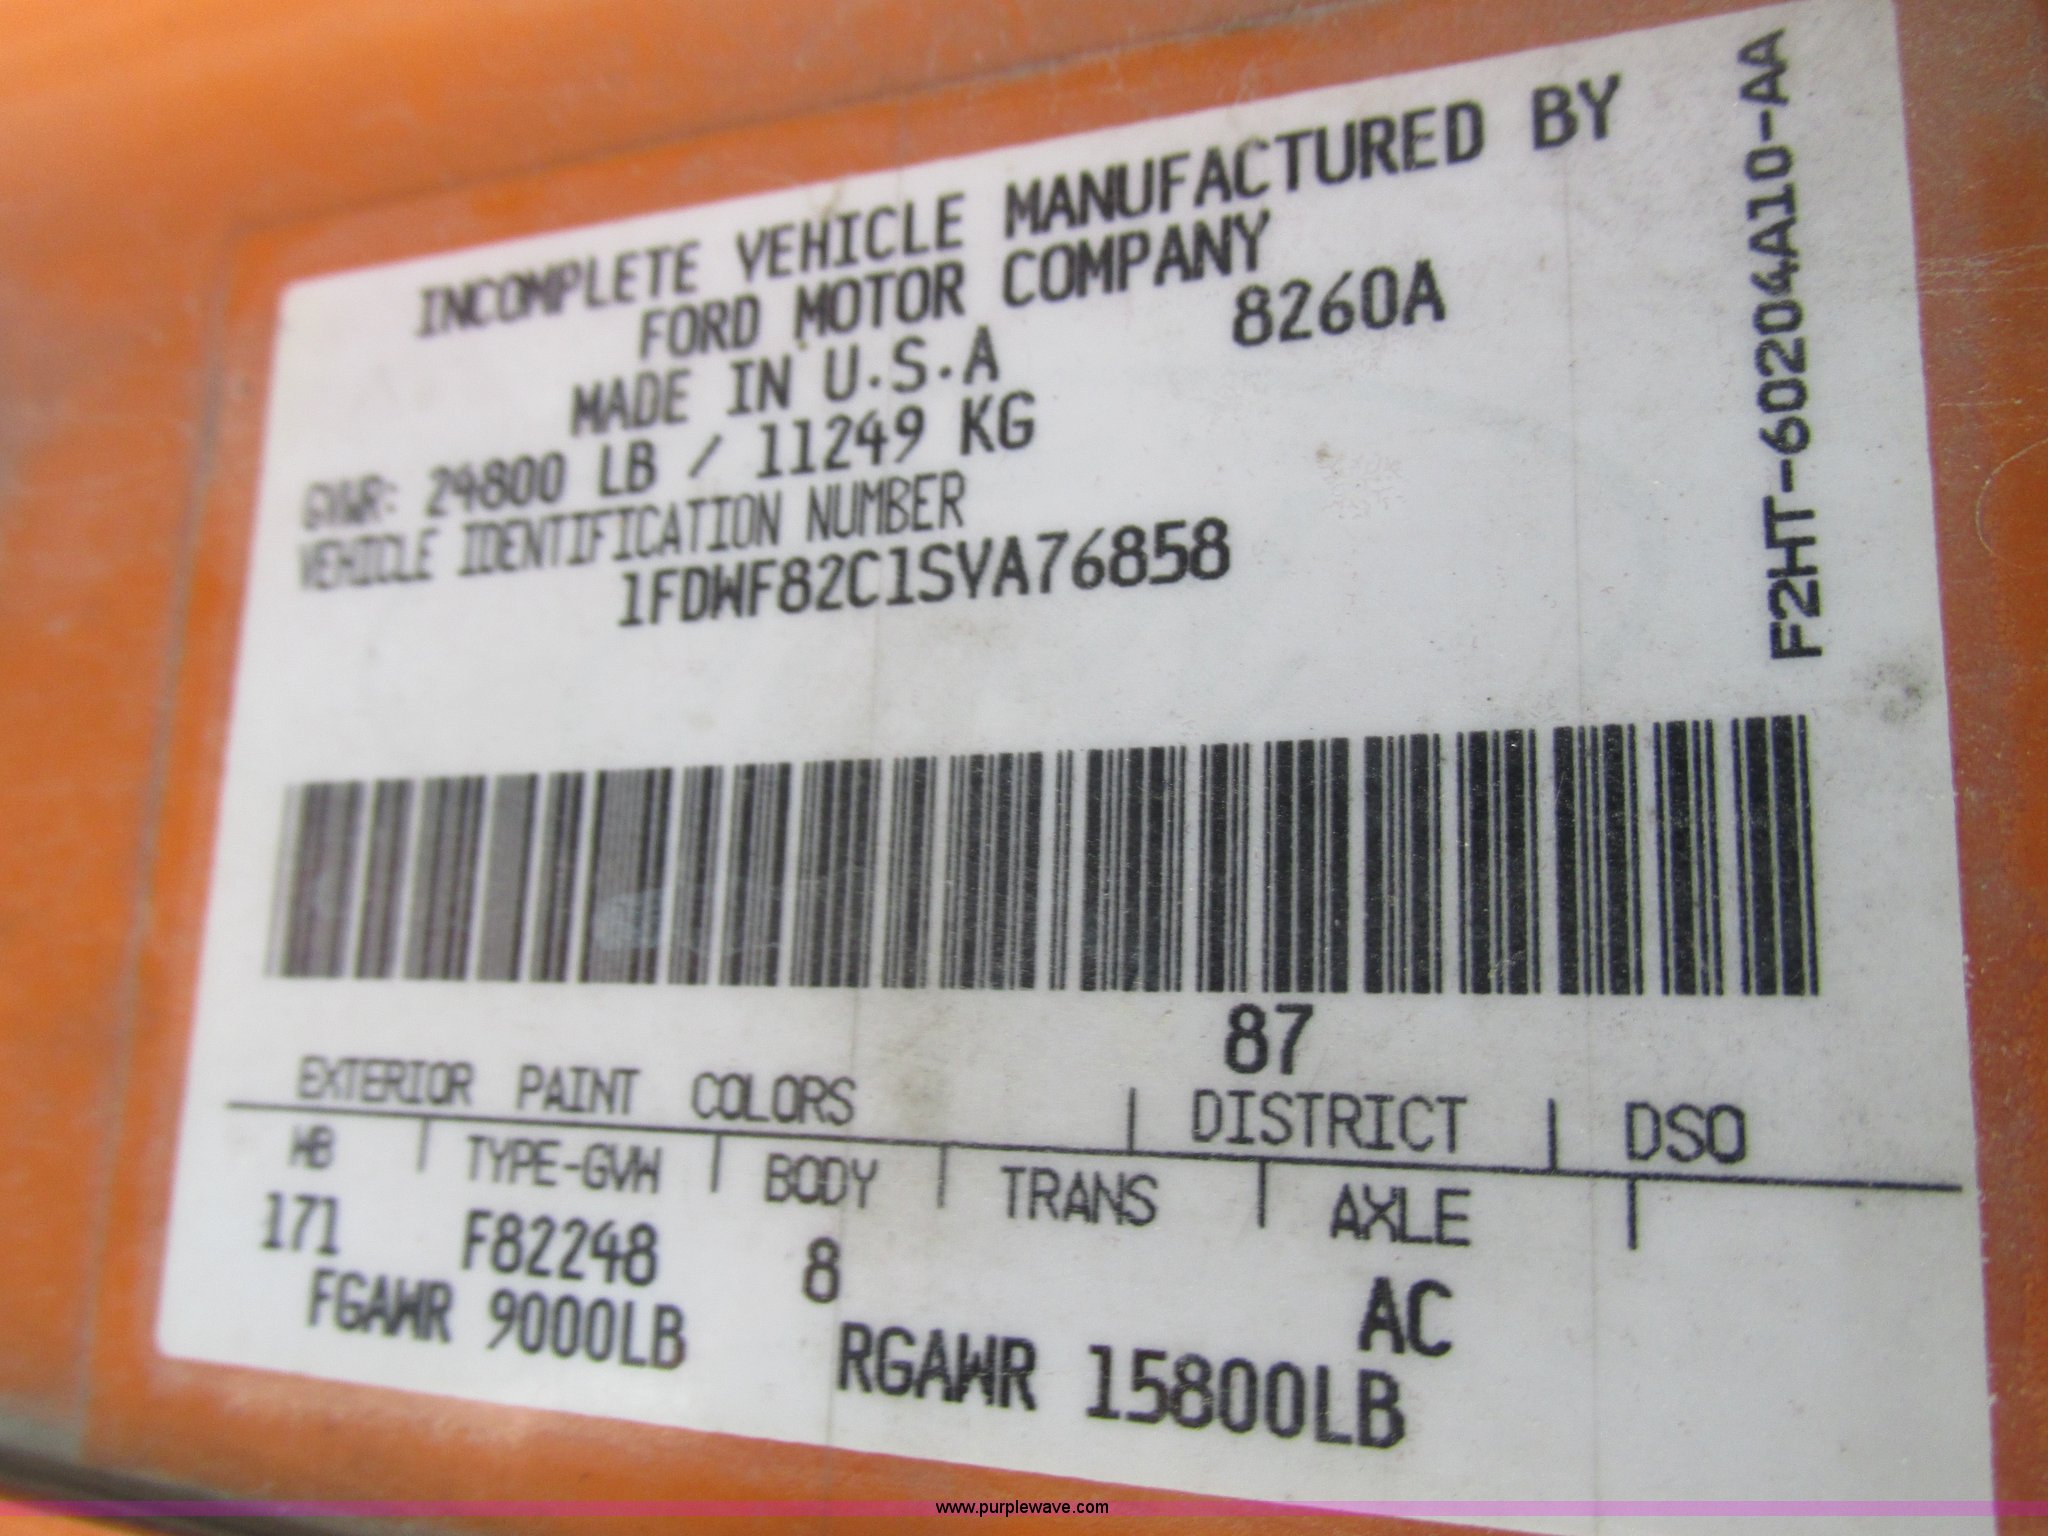 INCOMPLETE VEHICLE MANUFACTURED BY
FORD MOTOR COMPANY
MADE IN U.S.A 8260A
GVWR: 24800 LB / 11249 KG
VEHICLE IDENTIFICATION NUMBER
1FDWF82C1SVA76858
F2HT-60204A10-AA
87
EXTERIOR PAINT COLORS DISTRICT DSO
WB TYPE-GVW BODY TRANS AXLE
171 F82248 8 AC
FGAWR 9000LB RGAWR 15800LB
www.purplewave.com